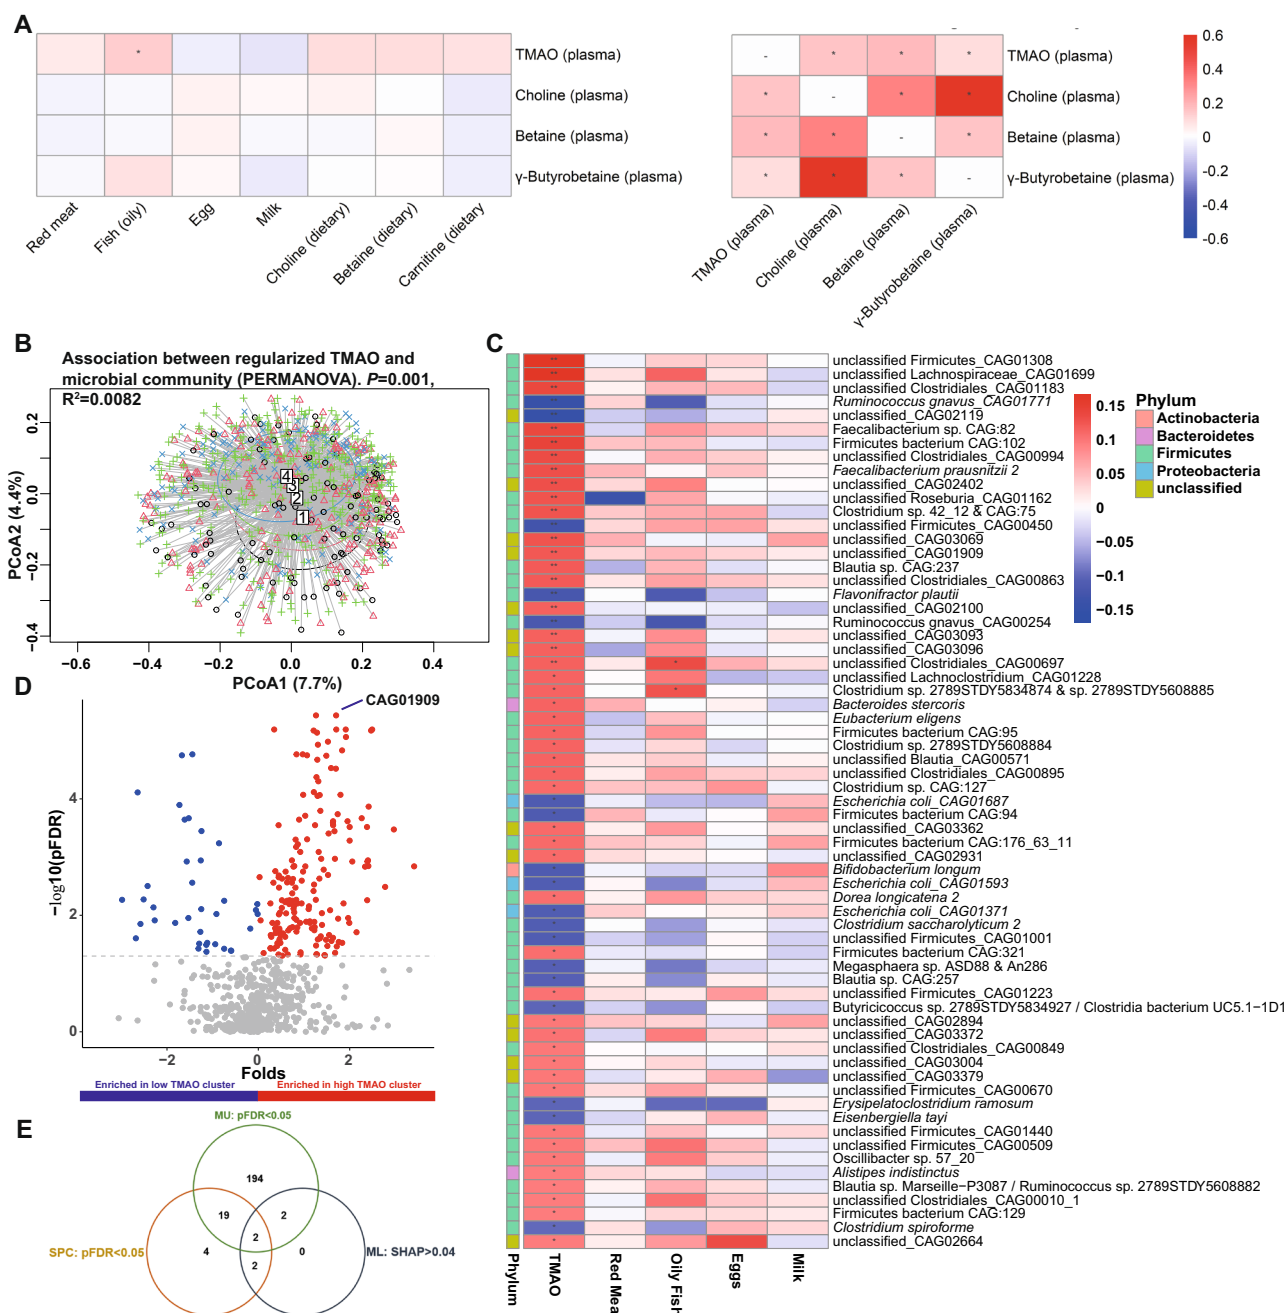 A
TMAO (plasma)
Choline (plasma)
Betaine (plasma)
γ-Butyrobetaine (plasma)
Red meat
Fish (oily)
Egg
Milk
Choline (dietary)
Betaine (dietary)
Carnitine (dietary
TMAO (plasma)
Choline (plasma)
Betaine (plasma)
γ-Butyrobetaine (plasma)
TMAO (plasma)
Choline (plasma)
Betaine (plasma)
γ-Butyrobetaine (plasma)
0.6
0.4
0.2
0
-0.2
-0.4
-0.6
B
Association between regularized TMAO and
microbial community (PERMANOVA). P=0.001,
R²=0.0082
PCoA2 (4.4%)
0.2
0.0
−0.2
−0.4
4
3
2
1
−0.6
−0.4
−0.2
0.0
0.2
0.4
PCoA1 (7.7%)
C
unclassified Firmicutes_CAG01308
unclassified Lachnospiraceae_CAG01699
unclassified Clostridiales_CAG01183
Ruminococcus gnavus_CAG01771
unclassified_CAG02119
Faecalibacterium sp. CAG:82
Firmicutes bacterium CAG:102
unclassified Clostridiales_CAG00994
Faecalibacterium prausnitzii 2
unclassified_CAG02402
unclassified Roseburia_CAG01162
Clostridium sp. 42_12 & CAG:75
unclassified Firmicutes_CAG00450
unclassified_CAG03069
unclassified_CAG01909
Blautia sp. CAG:237
unclassified Clostridiales_CAG00863
Flavonifractor plautii
unclassified_CAG02100
Ruminococcus gnavus_CAG00254
unclassified_CAG03093
unclassified_CAG03096
unclassified Clostridiales_CAG00697
unclassified Lachnoclostridium_CAG01228
Clostridium sp. 2789STDY5834874 & sp. 2789STDY5608885
Bacteroides stercoris
Eubacterium eligens
Firmicutes bacterium CAG:95
Clostridium sp. 2789STDY5608884
unclassified Blautia_CAG00571
unclassified Clostridiales_CAG00895
Clostridium sp. CAG:127
Escherichia coli_CAG01687
Firmicutes bacterium CAG:94
unclassified_CAG03362
Firmicutes bacterium CAG:176_63_11
unclassified_CAG02931
Bifidobacterium longum
Escherichia coli_CAG01593
Dorea longicatena 2
Escherichia coli_CAG01371
Clostridium saccharolyticum 2
unclassified Firmicutes_CAG01001
Firmicutes bacterium CAG:321
Megasphaera sp. ASD88 & An286
Blautia sp. CAG:257
unclassified Firmicutes_CAG01223
Butyricicoccus sp. 2789STDY5834927 / Clostridia bacterium UC5.1−1D1
unclassified_CAG02894
unclassified_CAG03372
unclassified Clostridiales_CAG00849
unclassified_CAG03004
unclassified_CAG03379
unclassified Firmicutes_CAG00670
Erysipelatoclostridium ramosum
Eisenbergiella tayi
unclassified Firmicutes_CAG01440
unclassified Firmicutes_CAG00509
Oscillibacter sp. 57_20
Alistipes indistinctus
Blautia sp. Marseille−P3087 / Ruminococcus sp. 2789STDY5608882
unclassified Clostridiales_CAG00010_1
Firmicutes bacterium CAG:129
Clostridium spiroforme
unclassified_CAG02664
Phylum
TMAO
Red Mea
Oily Fish
Eggs
Milk
0.15
0.1
0.05
0
−0.05
−0.1
−0.15
Phylum
Actinobacteria
Bacteroidetes
Firmicutes
Proteobacteria
unclassified
D
CAG01909
−log10(pFDR)
4
2
0
−2
0
2
Folds
Enriched in low TMAO cluster
Enriched in high TMAO cluster
E
MU: pFDR<0.05
194
19
2
2
SPC: pFDR<0.05
4
0
ML: SHAP>0.04
2